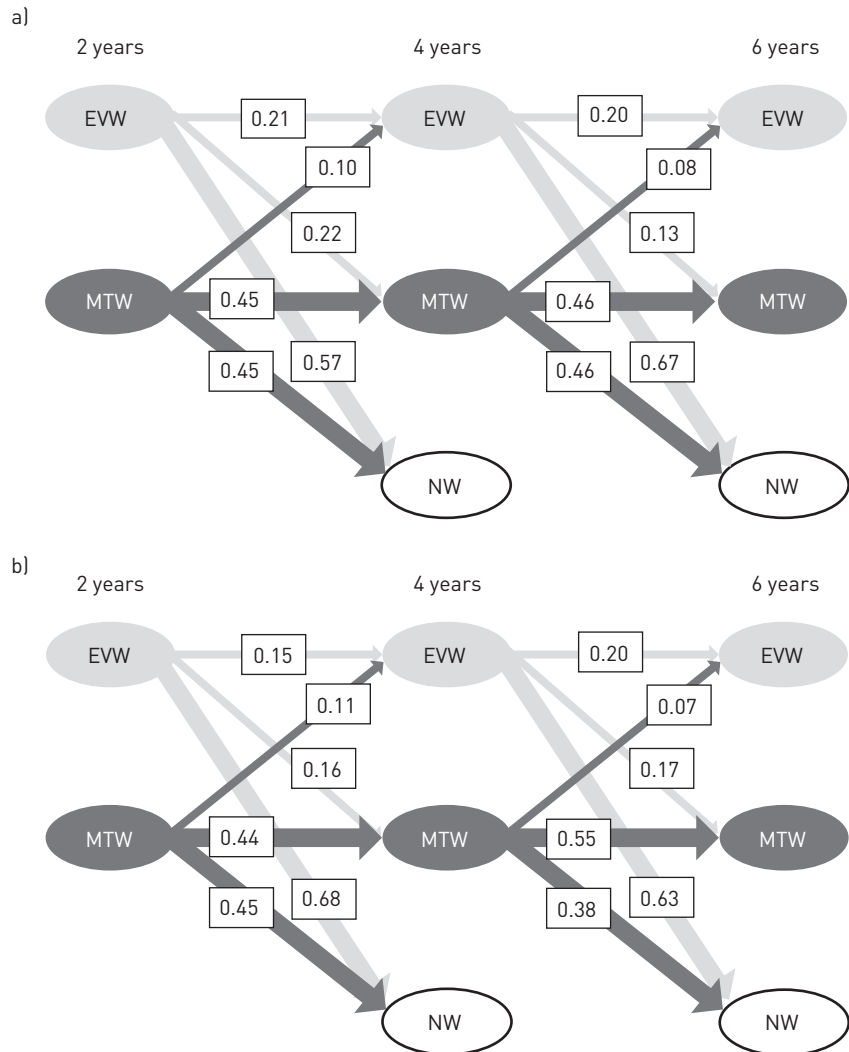 a)
2 years 4 years 6 years
EVW 0.21 EVW 0.20 EVW
0.10 0.08
0.22 0.13
MTW 0.45 MTW 0.46 MTW
0.45 0.57 0.46 0.67
NW NW
b)
2 years 4 years 6 years
EVW 0.15 EVW 0.20 EVW
0.11 0.07
0.16 0.17
MTW 0.44 MTW 0.55 MTW
0.45 0.68 0.38 0.63
NW NW